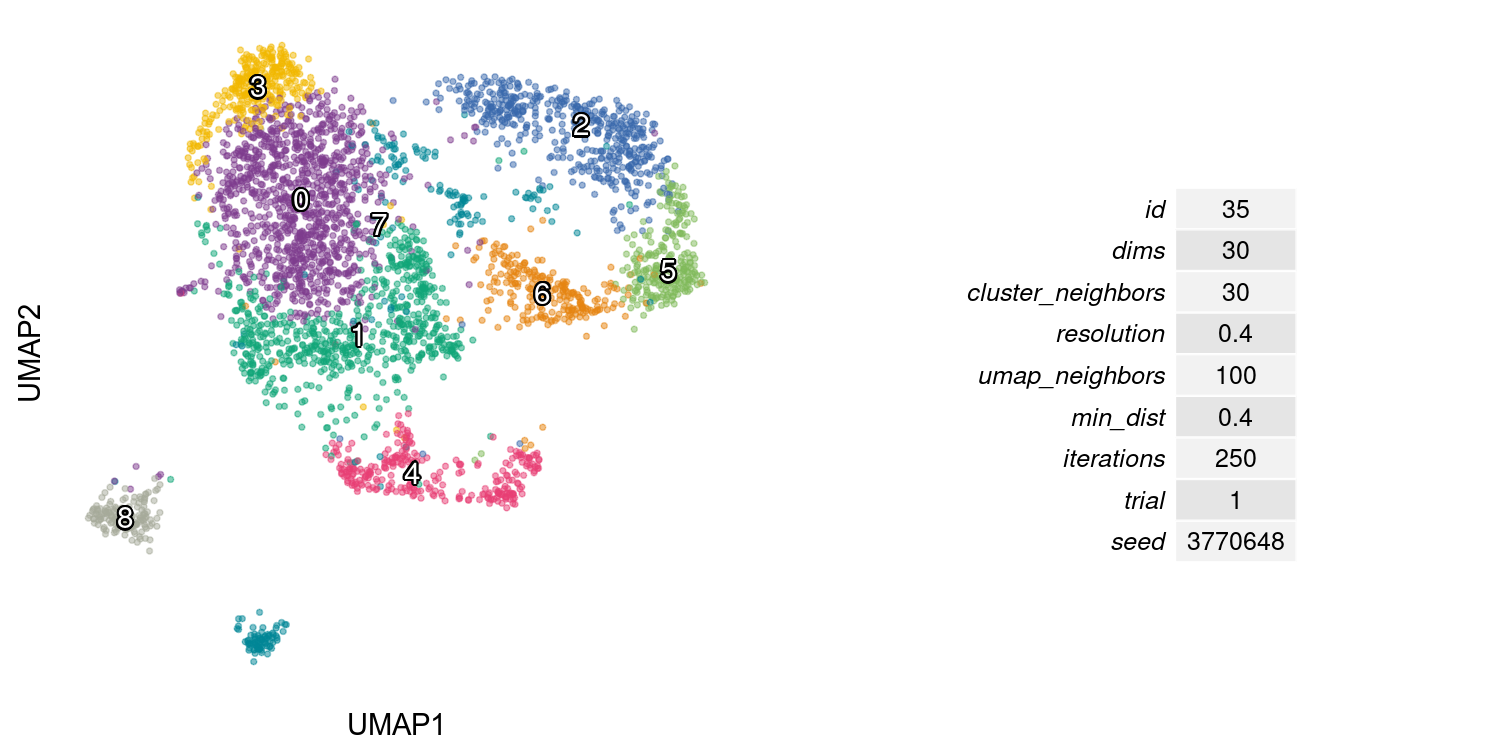 3
2
0
7
5
6
1
4
8
UMAP1
UMAP2
id 35
dims 30
cluster_neighbors 30
resolution 0.4
umap_neighbors 100
min_dist 0.4
iterations 250
trial 1
seed 3770648